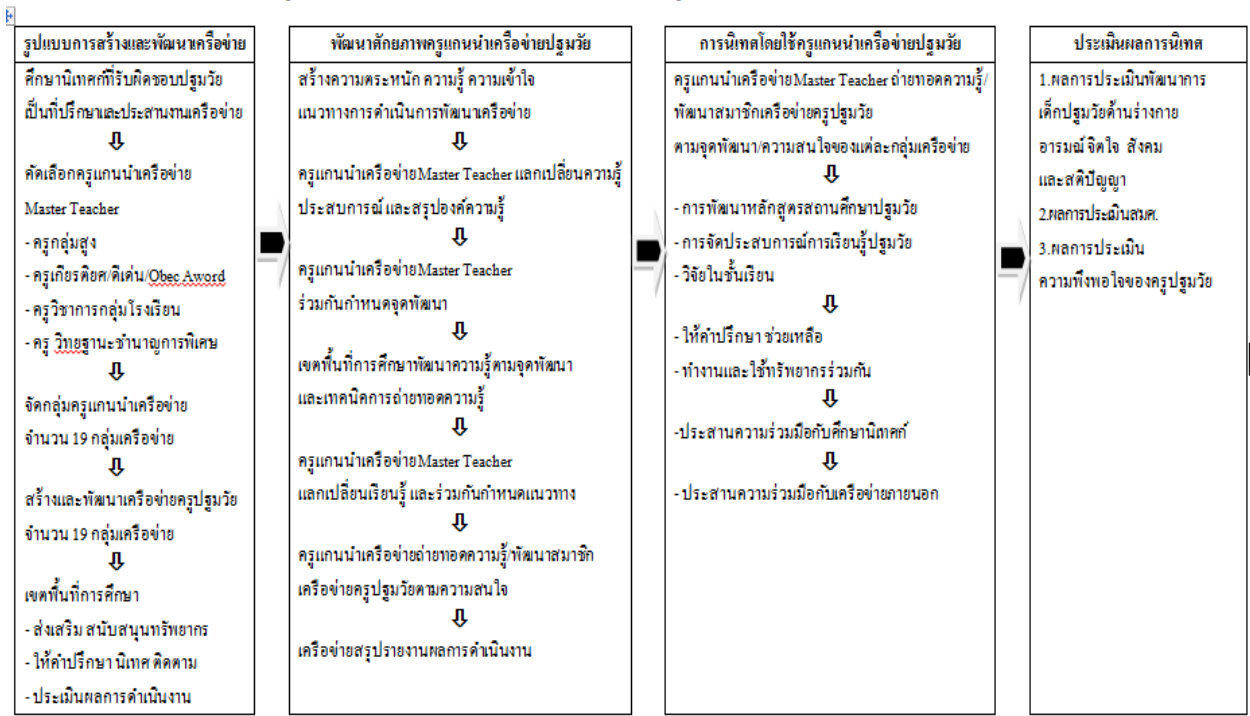 รูปแบบการสร้างและพัฒนาเครือข่าย
ศึกษานิเทศก์ที่รับผิดชอบปฐมวัย
เป็นที่ปรึกษาและประสานงานเครือข่าย
คัดเลือกครูแกนนำเครือข่าย
Master Teacher
- ครูกลุ่มสูง
- ครูเกียรติยศ/ดีเด่น/Obec Aword
- ครูวิชาการกลุ่มโรงเรียน
- ครู วิทยฐานะชำนาญการพิเศษ
จัดกลุ่มครูแกนนำเครือข่าย
จำนวน 19 กลุ่มเครือข่าย
สร้างและพัฒนาเครือข่ายครูปฐมวัย
จำนวน 19 กลุ่มเครือข่าย
เขตพื้นที่การศึกษา
- ส่งเสริม สนับสนุนทรัพยากร
- ให้คำปรึกษา นิเทศ ติดตาม
- ประเมินผลการดำเนินงาน
พัฒนาศักยภาพครูแกนนำเครือข่ายปฐมวัย
สร้างความตระหนัก ความรู้ ความเข้าใจ
แนวทางการดำเนินการพัฒนาเครือข่าย
ครูแกนนำเครือข่ายMaster Teacher แลกเปลี่ยนความรู้
ประสบการณ์ และสรุปองค์ความรู้
ครูแกนนำเครือข่ายMaster Teacher
ร่วมกันกำหนดจุดพัฒนา
เขตพื้นที่การศึกษาพัฒนาความรู้ตามจุดพัฒนา
และเทคนิคการถ่ายทอดความรู้
ครูแกนนำเครือข่ายMaster Teacher
แลกเปลี่ยนเรียนรู้ และร่วมกันกำหนดแนวทาง
ครูแกนนำเครือข่ายถ่ายทอดความรู้/พัฒนาสมาชิก
เครือข่ายครูปฐมวัยตามความสนใจ
เครือข่ายสรุปรายงานผลการดำเนินงาน
การนิเทศโดยใช้ครูแกนนำเครือข่ายปฐมวัย
ครูแกนนำเครือข่ายMaster Teacher ถ่ายทอดความรู้/
พัฒนาสมาชิกเครือข่ายครูปฐมวัย
ตามจุดพัฒนา/ความสนใจของแต่ละกลุ่มเครือข่าย
- การพัฒนาหลักสูตรสถานศึกษาปฐมวัย
- การจัดประสบการณ์การเรียนรู้ปฐมวัย
- วิจัยในชั้นเรียน
- ให้คำปรึกษา ช่วยเหลือ
- ทำงานและใช้ทรัพยากรร่วมกัน
-ประสานความร่วมมือกับศึกษานิเทศก์
- ประสานความร่วมมือกับเครือข่ายภายนอก
ประเมินผลการนิเทศ
1.ผลการประเมินพัฒนาการ
เด็กปฐมวัยด้านร่างกาย
อารมณ์ จิตใจ สังคม
และสติปัญญา
2.ผลการประเมินสมศ.
3.ผลการประเมิน
ความพึงพอใจของครูปฐมวัย